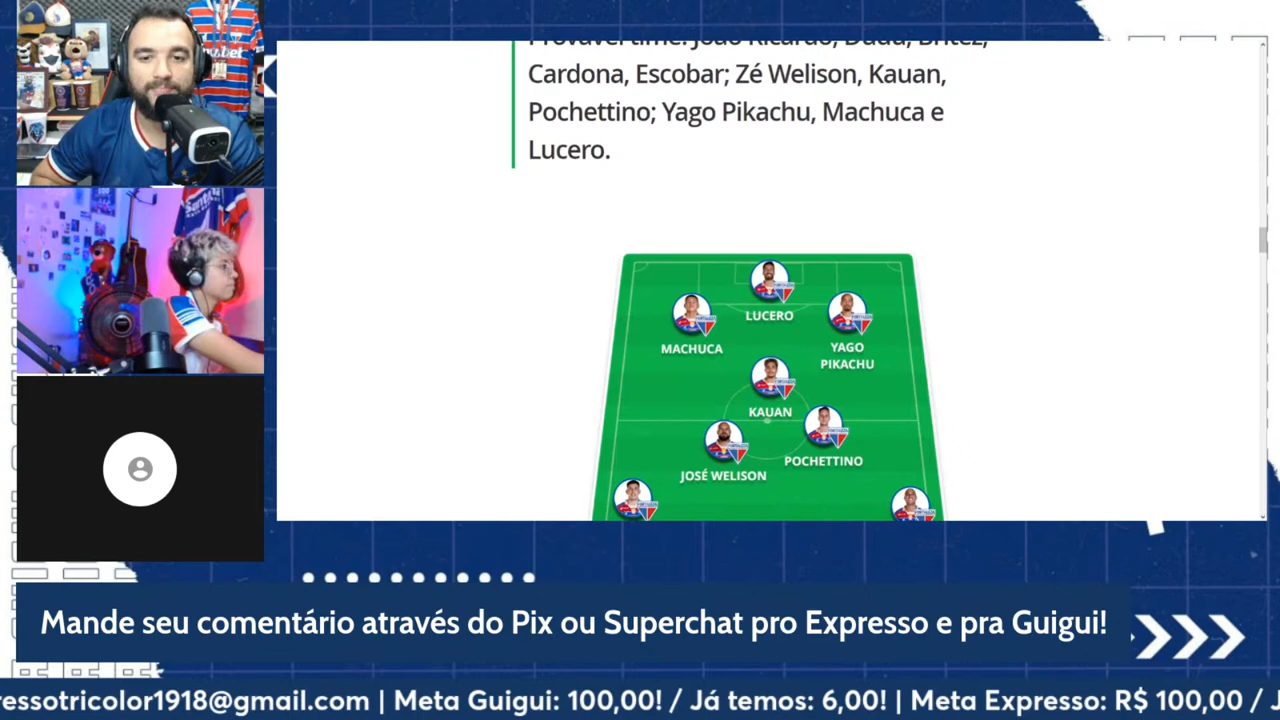 Cardona, Escobar; Zé Welison, Kauan,
Pochettino; Yago Pikachu, Machuca e
Lucero.
LUCERO
MACHUCA
YAGO
PIKACHU
KAUAN
POCHETTINO
JOSÉ WELISON
Mande seu comentário através do Pix ou Superchat pro Expresso e pra Guigui!
ressotricolor1918@gmail.com | Meta Guigui: 100,00! / Já temos: 6,00! | Meta Expresso: R$ 100,00 / J